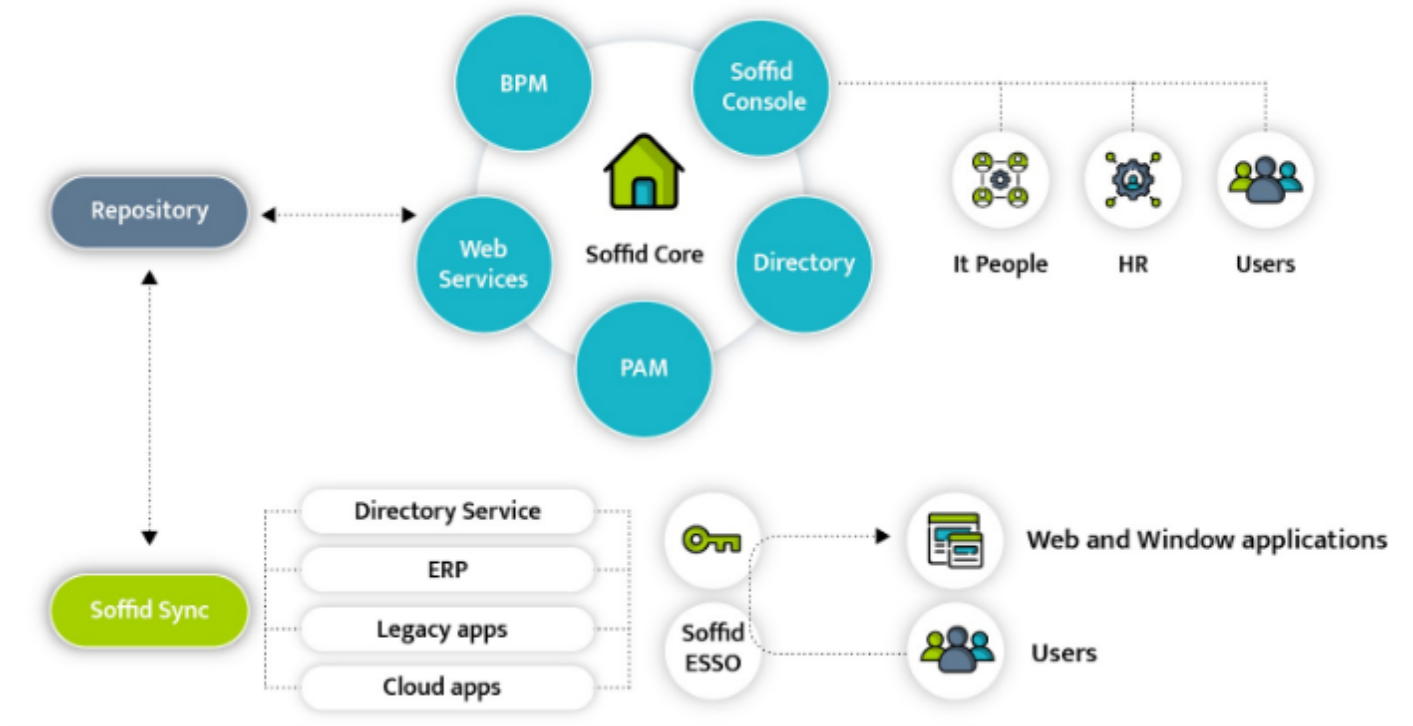 BPM
Soffid
Console
Repository
Web
Services
Soffid Core
Directory
It People
HR
Users
PAM
Directory Service
ERP
Legacy apps
Cloud apps
Soffid Sync
Soffid
ESSO
Web and Window applications
Users